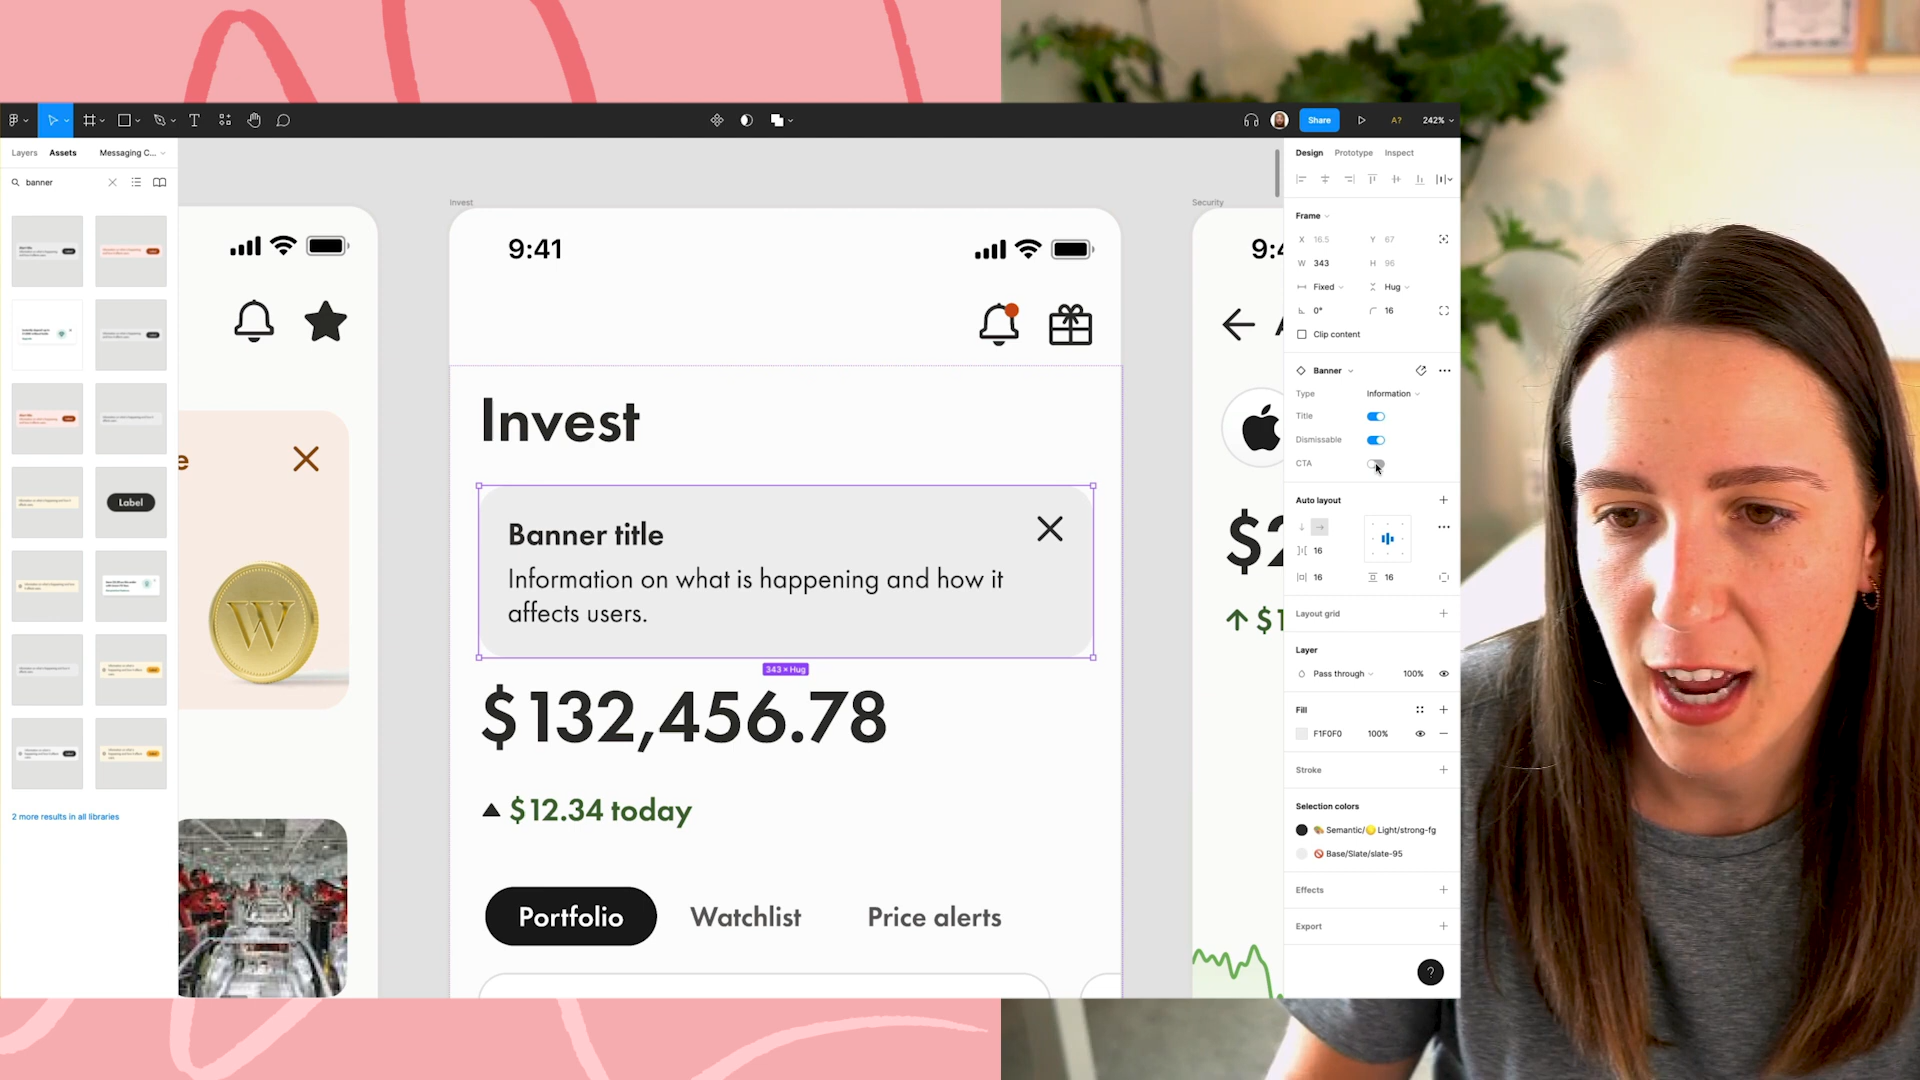 Share
A?
242%
Layers
Assets
Messaging C...
banner
Label
2 more results in all libraries
Invest
9:41
Invest
Banner title
Information on what is happening and how it
affects users.
343 × Hug
$132,456.78
$12.34 today
Portfolio
Watchlist
Price alerts
Security
Design
Prototype
Inspect
Frame
X 16.5
Y 67
W 343
H 96
Fixed
Hug
0°
16
Clip content
Banner
Type
Information
Title
Dismissable
CTA
Auto layout
16
16
16
Layout grid
Layer
Pass through
100%
Fill
F1F0F0
100%
Stroke
Selection colors
Semantic/ Light/strong-fg
Base/Slate/slate-95
Effects
Export
?
W